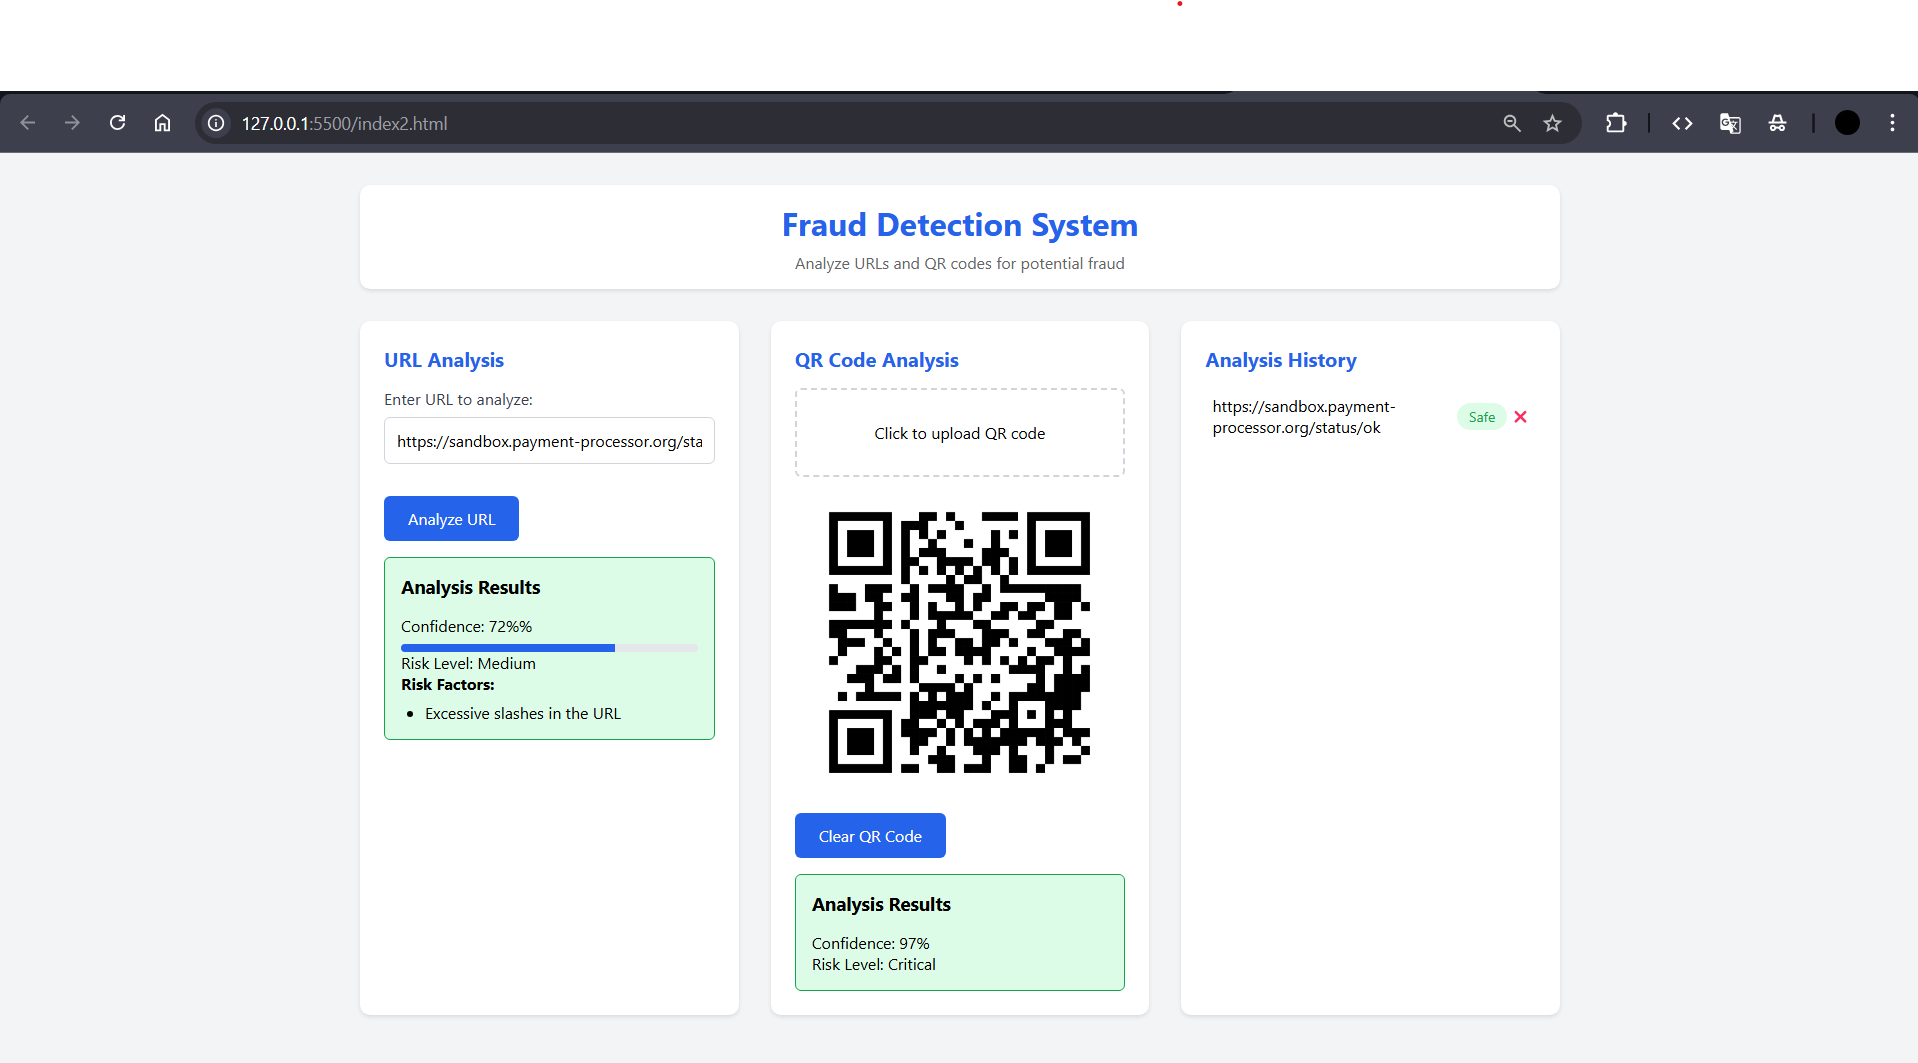 127.0.0.1:5500/index2.html
Fraud Detection System
Analyze URLs and QR codes for potential fraud
URL Analysis
Enter URL to analyze:
https://sandbox.payment-processor.org/sta
Analyze URL
Analysis Results
Confidence: 72%%
Risk Level: Medium
Risk Factors:
• Excessive slashes in the URL
QR Code Analysis
Click to upload QR code
Clear QR Code
Analysis Results
Confidence: 97%
Risk Level: Critical
Analysis History
https://sandbox.payment-
processor.org/status/ok
Safe